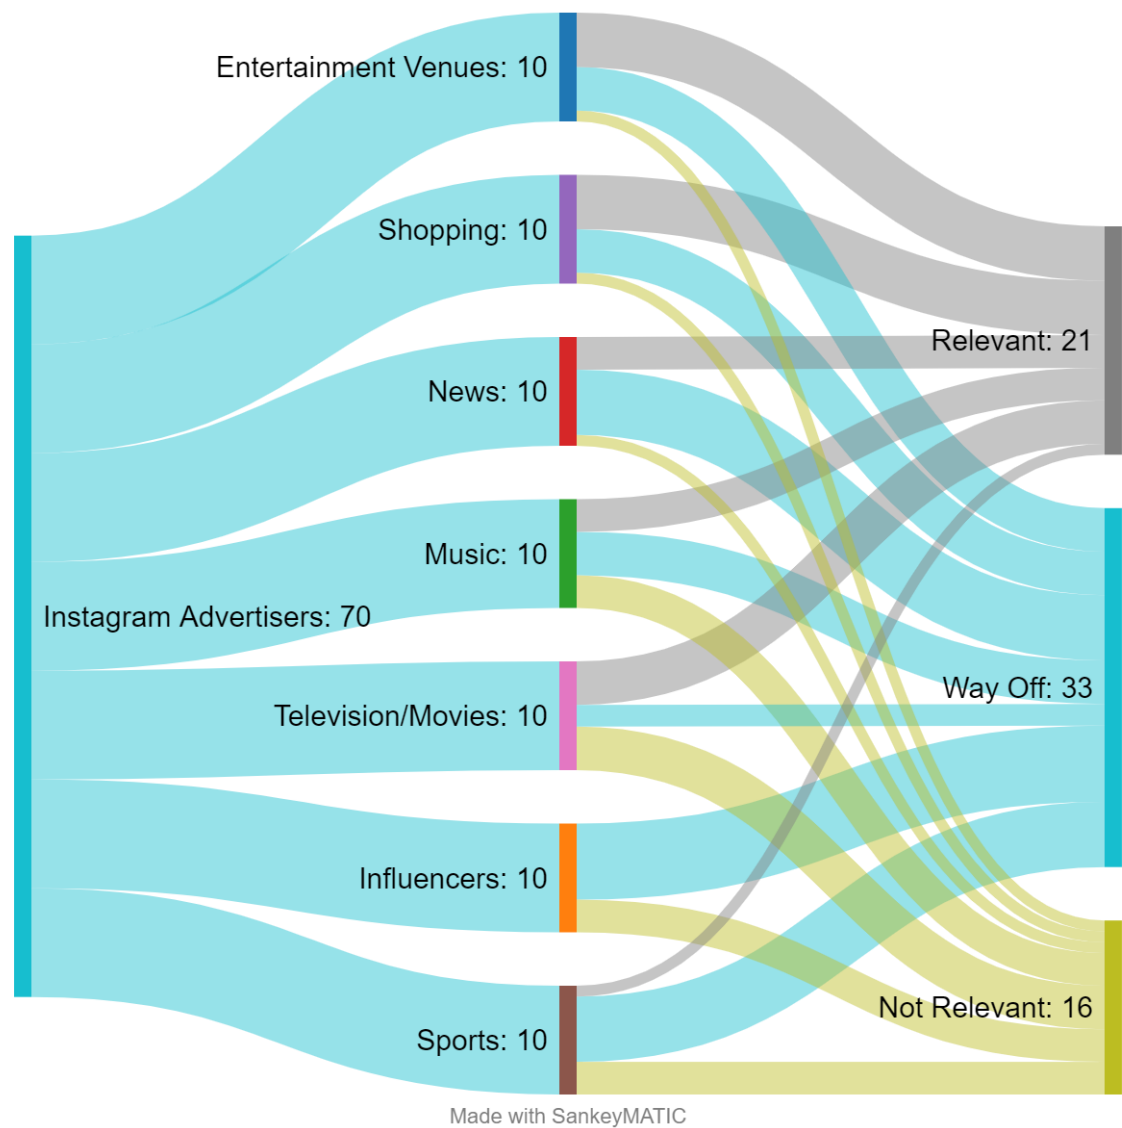 Entertainment Venues: 10
Shopping: 10
Relevant: 21
News: 10
Music: 10
Instagram Advertisers: 70
Way Off: 33
Television/Movies: 10
Influencers: 10
Not Relevant: 16
Sports: 10
Made with SankeyMATIC